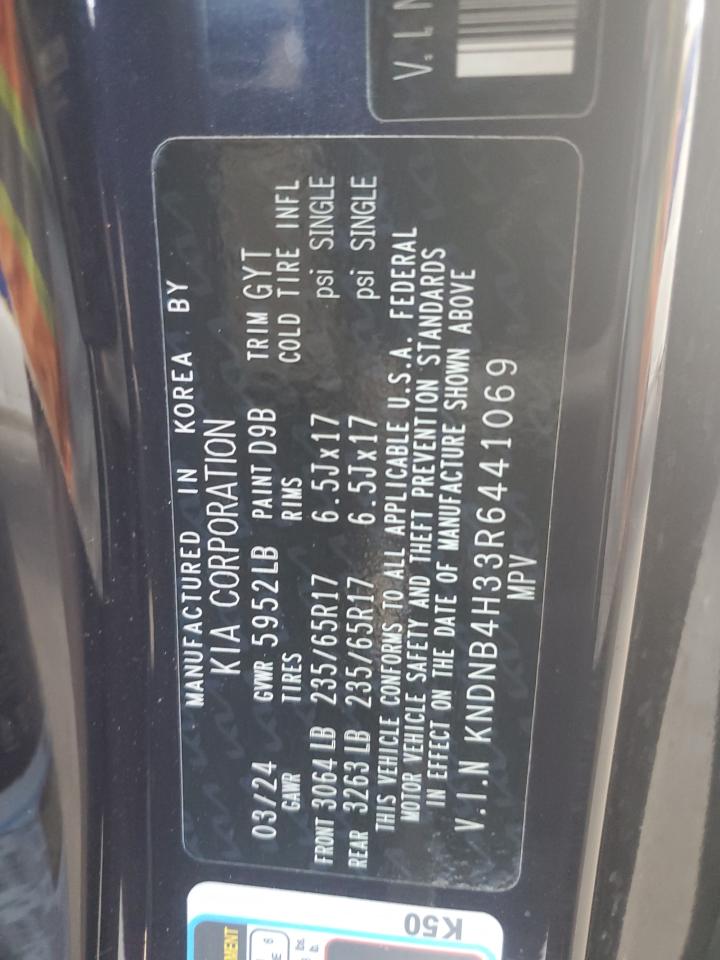 V.I.N
MANUFACTURED IN KOREA BY
KIA CORPORATION
03/24 GVWR 5952LB PAINT D9B TRIM GYT
GAWR TIRES RIMS COLD TIRE INFL
FRONT 3064 LB 235/65R17 6.5Jx17 psi SINGLE
REAR 3263 LB 235/65R17 6.5Jx17 psi SINGLE
THIS VEHICLE CONFORMS TO ALL APPLICABLE U.S.A. FEDERAL
MOTOR VEHICLE SAFETY AND THEFT PREVENTION STANDARDS
IN EFFECT ON THE DATE OF MANUFACTURE SHOWN ABOVE
V.I.N KNDNB4H33R6441069
MPV
K50